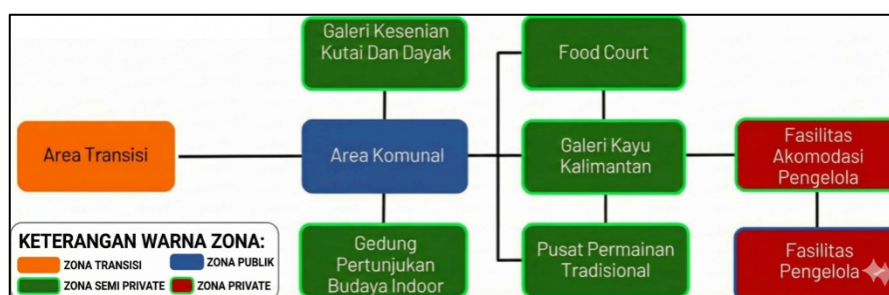 Galeri Kesenian
Kutai Dan Dayak
Food Court
Area Transisi
Area Komunal
Galeri Kayu
Kalimantan
Fasilitas
Akomodasi
Pengelola
Gedung
Pertunjukan
Budaya Indoor
Pusat Permainan
Tradisional
Fasilitas
Pengelola
KETERANGAN WARNA ZONA:
ZONA TRANSISI
ZONA PUBLIK
ZONA SEMI PRIVATE
ZONA PRIVATE